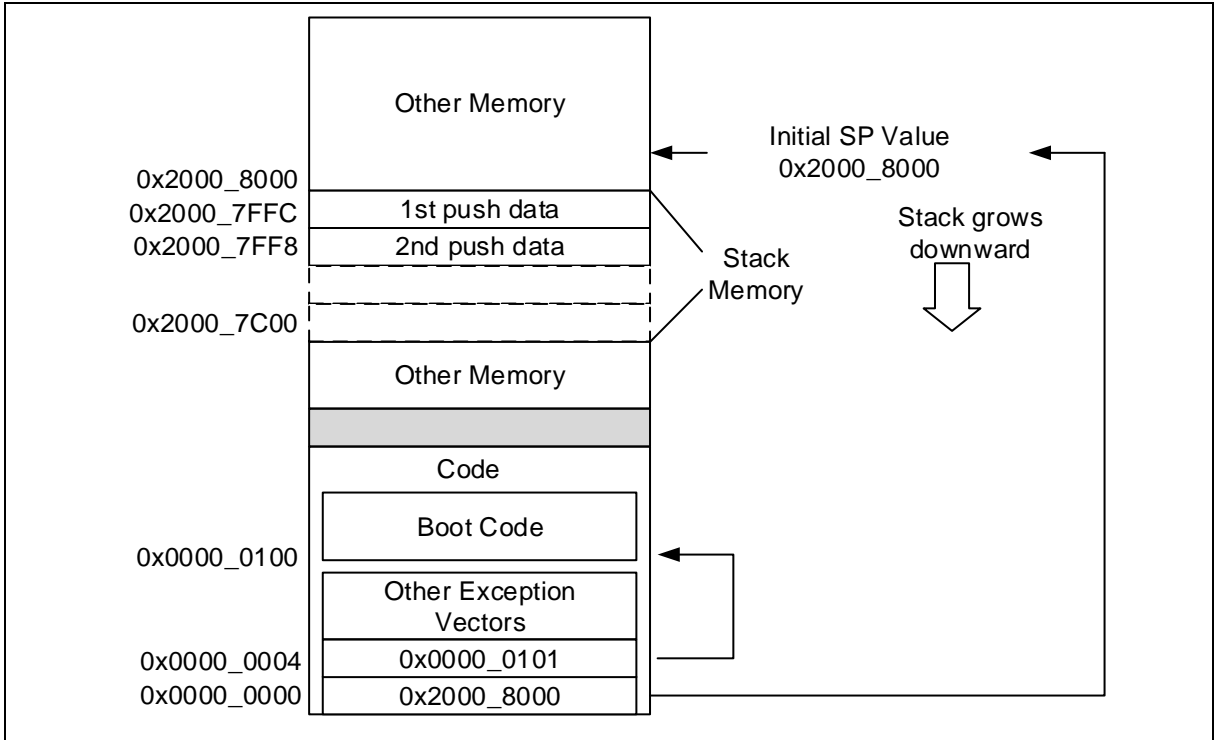 Other Memory
Initial SP Value
0x2000_8000
0x2000_8000
0x2000_7FFC
1st push data
Stack grows
downward
0x2000_7FF8
2nd push data
Stack
Memory
0x2000_7C00
Other Memory
Code
Boot Code
0x0000_0100
Other Exception
Vectors
0x0000_0004
0x0000_0101
0x0000_0000
0x2000_8000